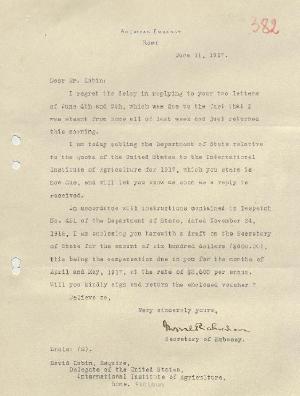 382
American Embassy
Rome
June 11, 1917.
Dear Mr. Lubin:
I regret the delay in replying to your two letters
of June 4th and 9th, which was due to the fact that I
was absent from Rome all of last week and just returned
this morning.
I am today cabling the Department of State relative
to the quota of the United States to the International
Institute of Agriculture for 1917, which you state is
now due, and will let you know as soon as a reply is
received.
In accordance with instructions contained in Despatch
of the Department of State, dated November 24,
1916, I am enclosing you herewith a draft on the Secretary
of State for the amount of six hundred dollars ($600.00),
this being the compensation due to you for the months of
April and May, 1917, at the rate of $3,600 per annum.
Will you kindly sign and return the enclosed voucher?
Believe me,
Very sincerely yours,
Secretary of Embassy.
David Lubin, Esquire,
Delegate of the United States,
International Institute of Agriculture,
Rome.